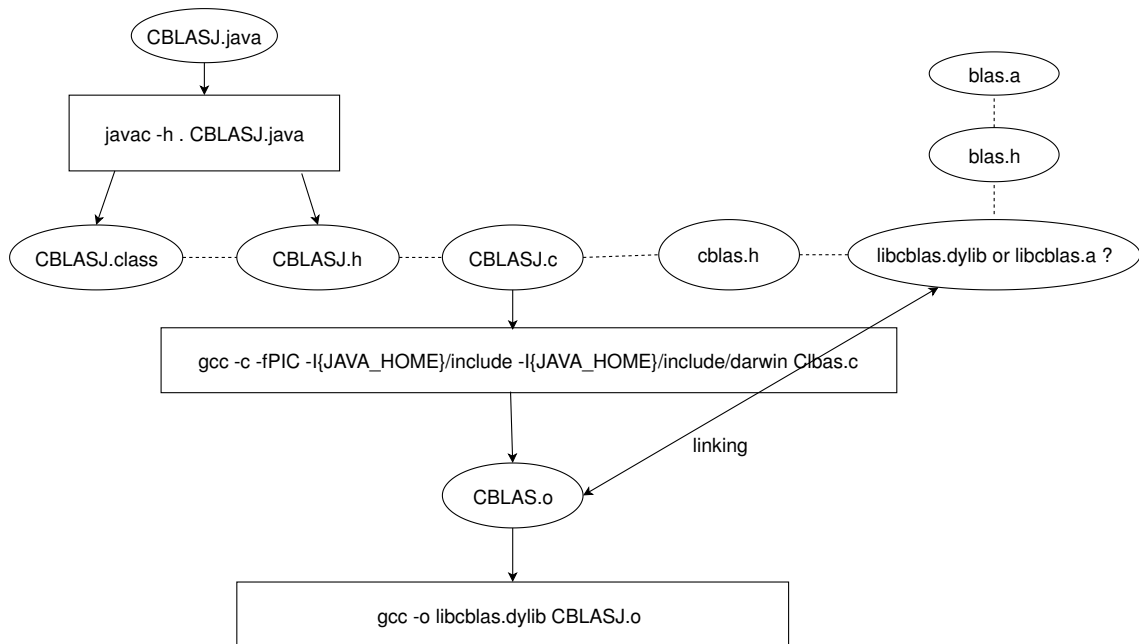 CBLASJ.java
blas.a
javac -h . CBLASJ.java
blas.h
CBLASJ.class
CBLASJ.h
CBLASJ.c
cblas.h
libcblas.dylib or libcblas.a ?
gcc -c -fPIC -I{JAVA_HOME}/include -I{JAVA_HOME}/include/darwin Clbas.c
linking
CBLAS.o
gcc -o libcblas.dylib CBLASJ.o